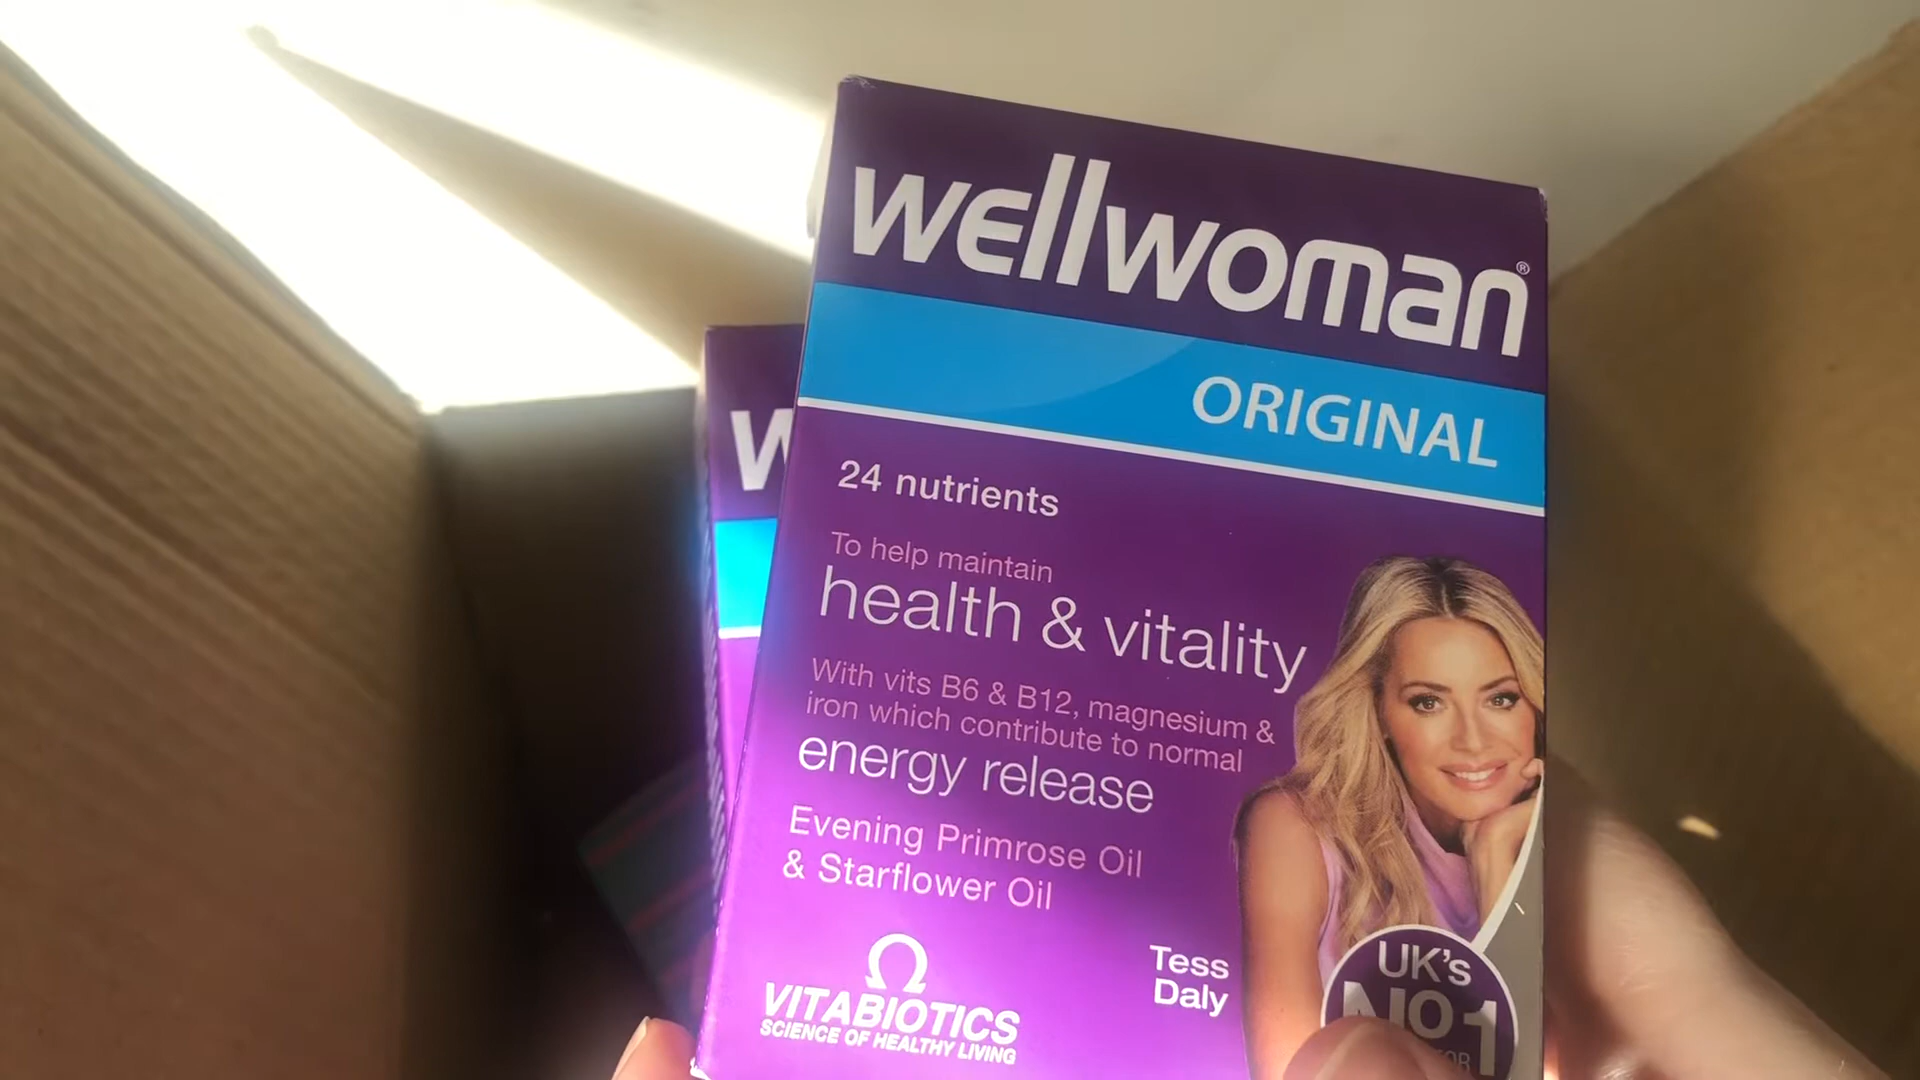 wellwoman®
ORIGINAL
24 nutrients
To help maintain
health & vitality
With vits B6 & B12, magnesium &
iron which contribute to normal
energy release
Evening Primrose Oil
& Starflower Oil
VITABIOTICS
SCIENCE OF HEALTHY LIVING
Tess
Daly
UK'S
NO1
W